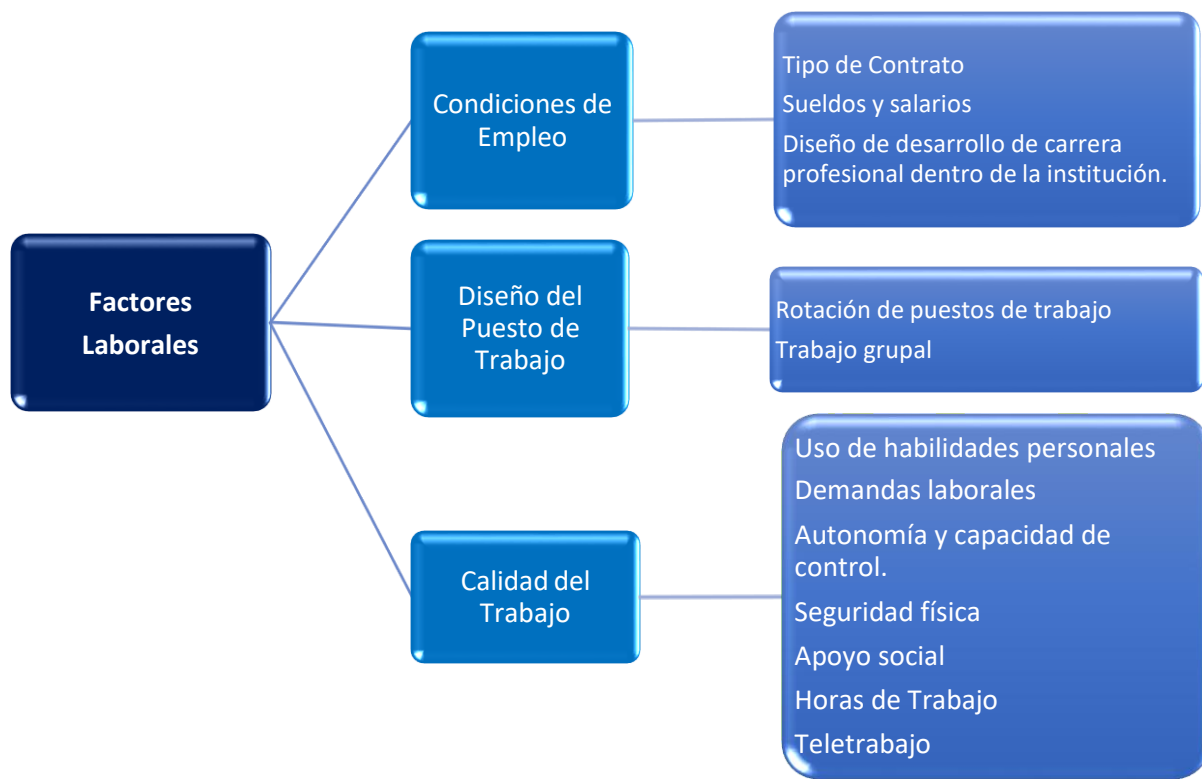 Factores
Laborales
Condiciones de
Empleo
Tipo de Contrato
Sueldos y salarios
Diseño de desarrollo de carrera
profesional dentro de la institución.
Diseño del
Puesto de
Trabajo
Rotación de puestos de trabajo
Trabajo grupal
Calidad del
Trabajo
Uso de habilidades personales
Demandas laborales
Autonomía y capacidad de
control.
Seguridad física
Apoyo social
Horas de Trabajo
Teletrabajo